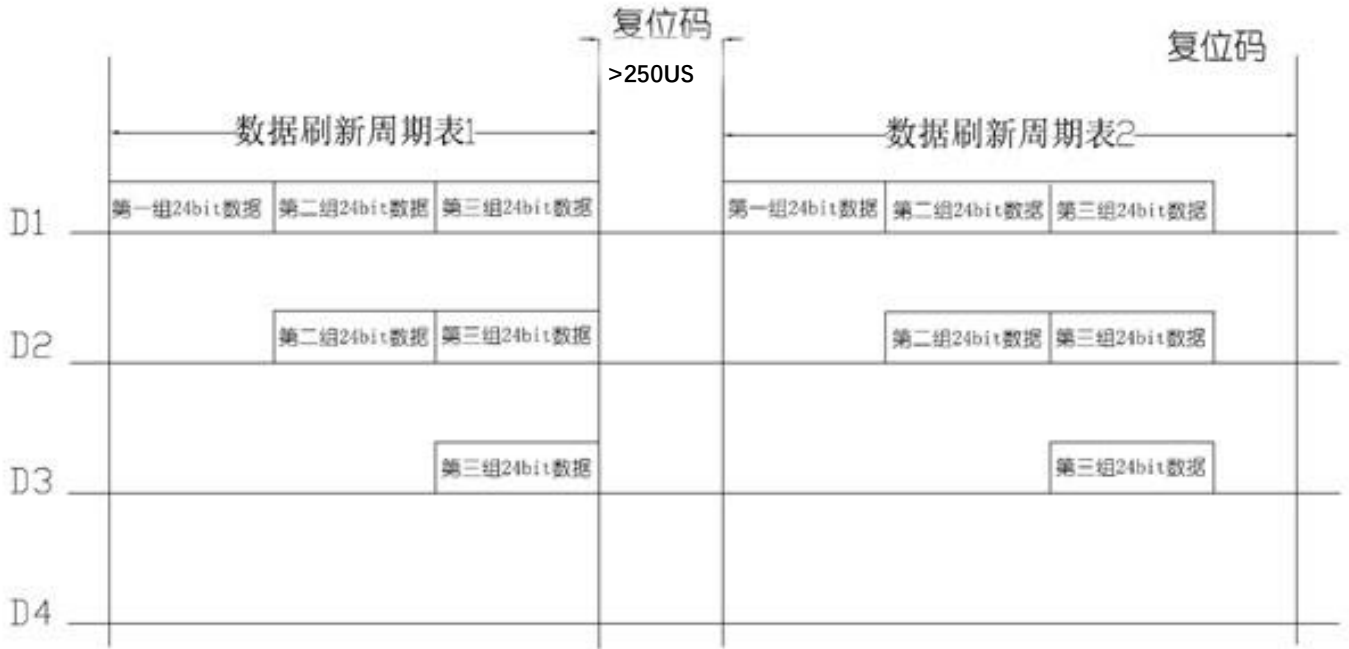 复位码
复位码
>250US
数据刷新周期表1
数据刷新周期表2
D1
第一组24bit数据 第二组24bit数据 第三组24bit数据
第一组24bit数据 第二组24bit数据 第三组24bit数据
D2
第二组24bit数据 第三组24bit数据
第二组24bit数据 第三组24bit数据
D3
第三组24bit数据
第三组24bit数据
D4